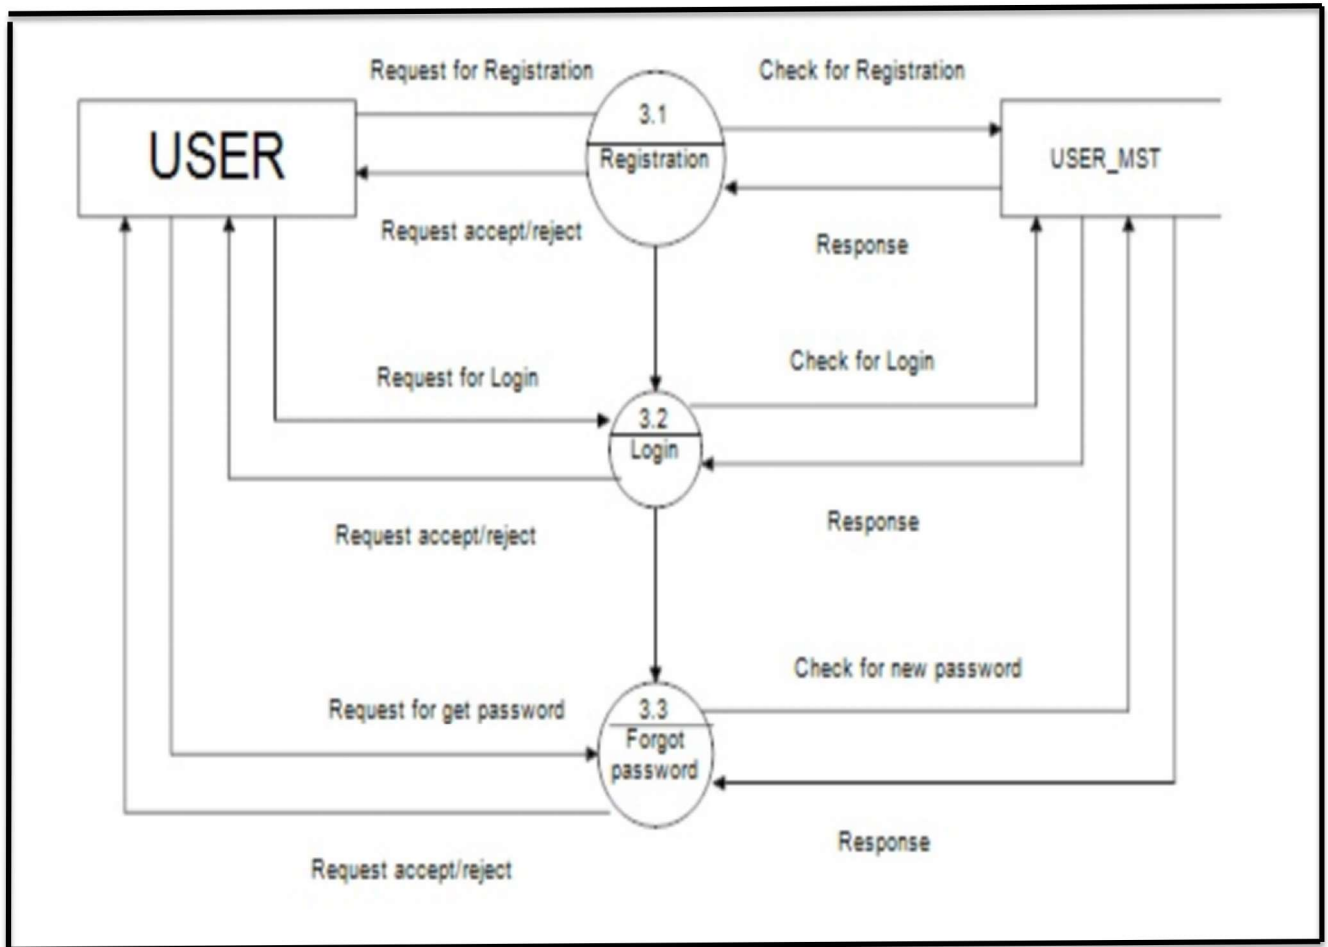 Request for Registration
Check for Registration
USER
3.1
Registration
USER_MST
Request accept/reject
Response
Request for Login
Check for Login
3.2
Login
Request accept/reject
Response
Request for get password
Check for new password
3.3
Forgot
password
Request accept/reject
Response